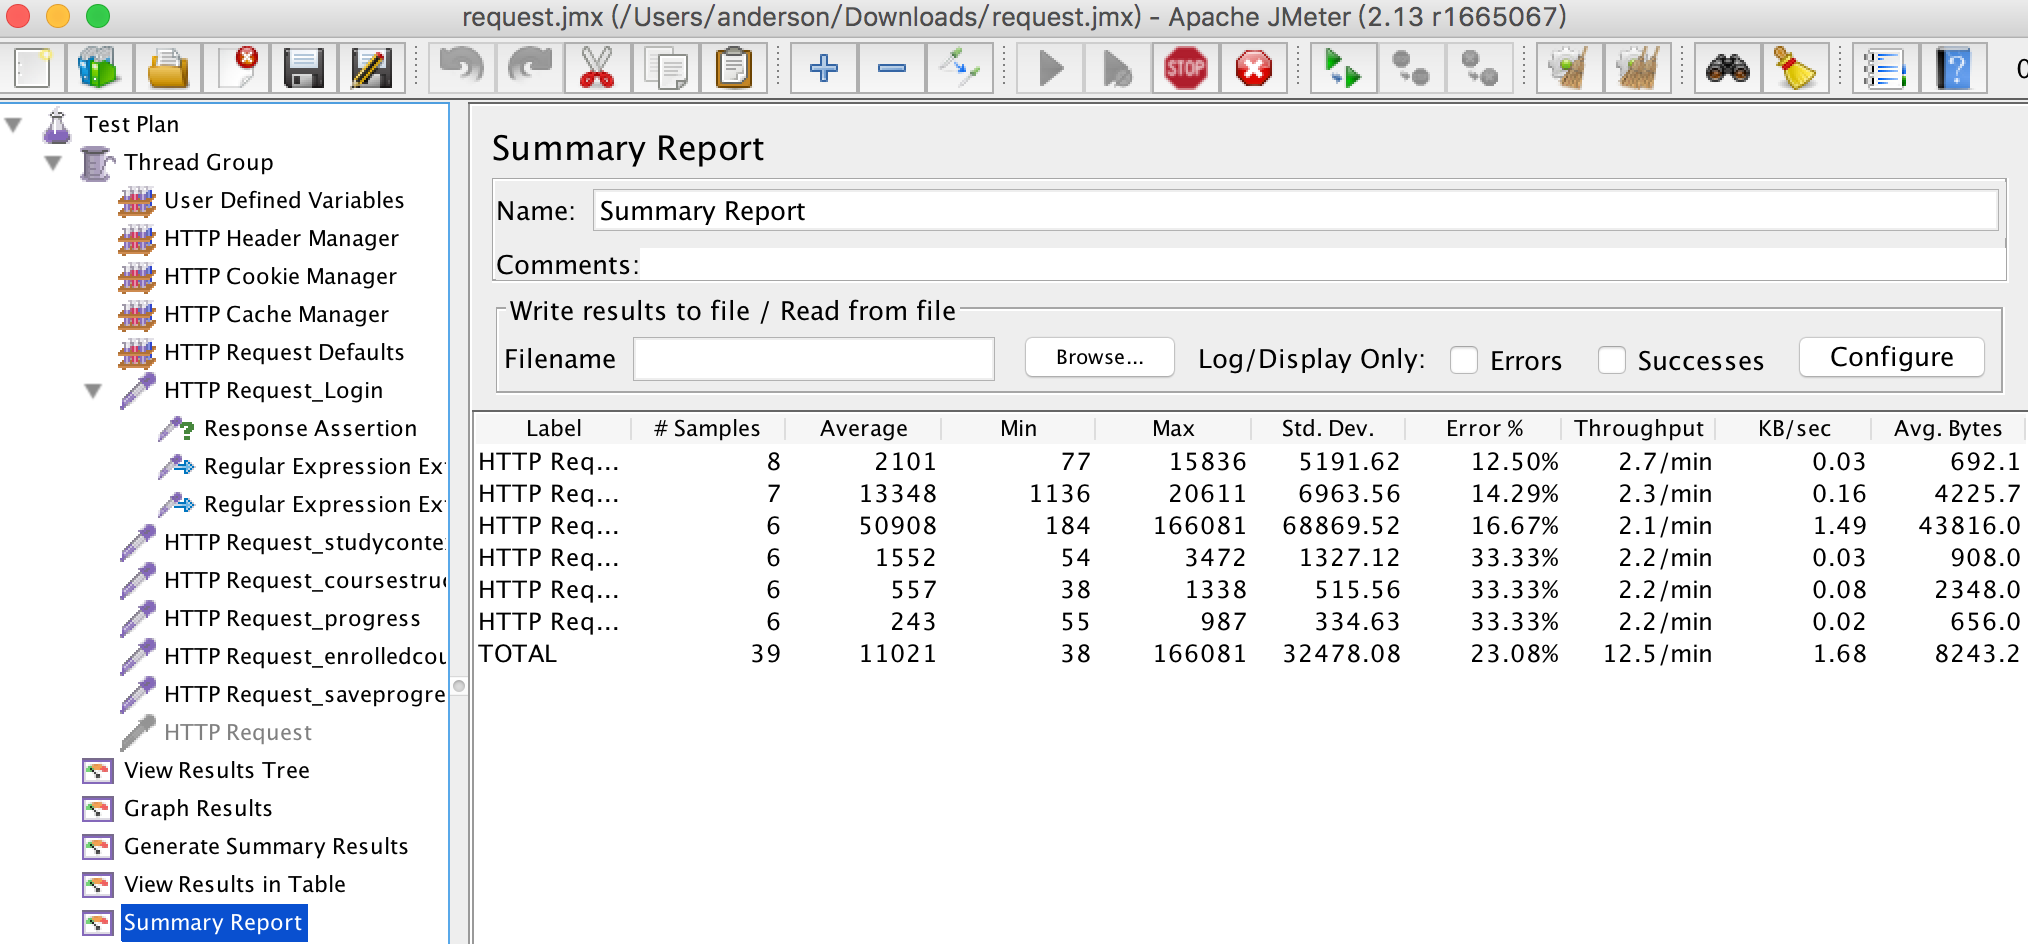 request.jmx (/Users/anderson/Downloads/request.jmx) - Apache JMeter (2.13 r1665067)
STOP
0
Test Plan
Thread Group
User Defined Variables
HTTP Header Manager
HTTP Cookie Manager
HTTP Cache Manager
HTTP Request Defaults
HTTP Request_Login
Response Assertion
Regular Expression Ex
Regular Expression Ex
HTTP Request_studyconte
HTTP Request_coursestru
HTTP Request_progress
HTTP Request_enrolledcou
HTTP Request_saveprogre
HTTP Request
View Results Tree
Graph Results
Generate Summary Results
View Results in Table
Summary Report
Summary Report
Name: Summary Report
Comments:
Write results to file / Read from file
Filename Browse... Log/Display Only: Errors Successes Configure
Label # Samples Average Min Max Std. Dev. Error % Throughput KB/sec Avg. Bytes
HTTP Req... 8 2101 77 15836 5191.62 12.50% 2.7/min 0.03 692.1
HTTP Req... 7 13348 1136 20611 6963.56 14.29% 2.3/min 0.16 4225.7
HTTP Req... 6 50908 184 166081 68869.52 16.67% 2.1/min 1.49 43816.0
HTTP Req... 6 1552 54 3472 1327.12 33.33% 2.2/min 0.03 908.0
HTTP Req... 6 557 38 1338 515.56 33.33% 2.2/min 0.08 2348.0
HTTP Req... 6 243 55 987 334.63 33.33% 2.2/min 0.02 656.0
TOTAL 39 11021 38 166081 32478.08 23.08% 12.5/min 1.68 8243.2